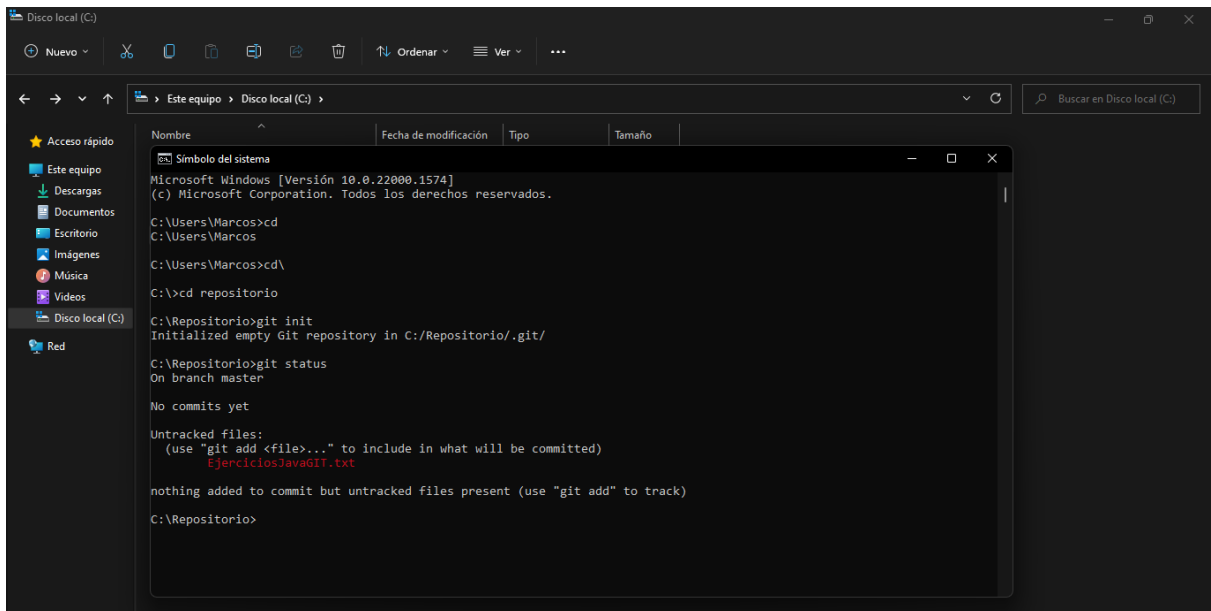 Disco local (C:)
Nuevo
Ordenar
Ver
Este equipo > Disco local (C:) >
Buscar en Disco local (C:)
Acceso rápido
Este equipo
Descargas
Documentos
Escritorio
Imágenes
Música
Videos
Disco local (C:)
Red
Nombre Fecha de modificación Tipo Tamaño
Símbolo del sistema
Microsoft Windows [Versión 10.0.22000.1574]
(c) Microsoft Corporation. Todos los derechos reservados.
C:\Users\Marcos>cd
C:\Users\Marcos
C:\Users\Marcos>cd\
C:\>cd repositorio
C:\Repositorio>git init
Initialized empty Git repository in C:/Repositorio/.git/
C:\Repositorio>git status
On branch master
No commits yet
Untracked files:
(use "git add <file>..." to include in what will be committed)
EjerciciosJavaGIT.txt
nothing added to commit but untracked files present (use "git add" to track)
C:\Repositorio>